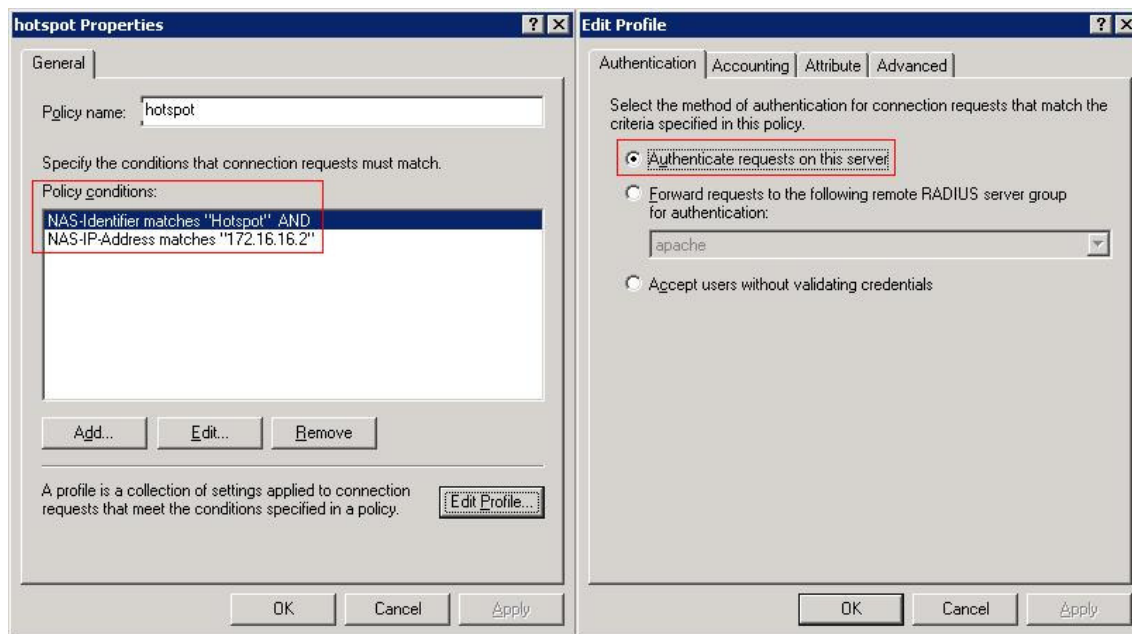 hotspot Properties
General
Policy name:
hotspot
Specify the conditions that connection requests must match.
Policy conditions:
NAS-Identifier matches "Hotspot" AND
NAS-IP-Address matches "172.16.16.2"
Add...
Edit...
Remove
A profile is a collection of settings applied to connection
requests that meet the conditions specified in a policy.
Edit Profile...
OK
Cancel
Apply
Edit Profile
Authentication
Accounting
Attribute
Advanced
Select the method of authentication for connection requests that match the
criteria specified in this policy.
Authenticate requests on this server
Forward requests to the following remote RADIUS server group
for authentication:
apache
Accept users without validating credentials
OK
Cancel
Apply